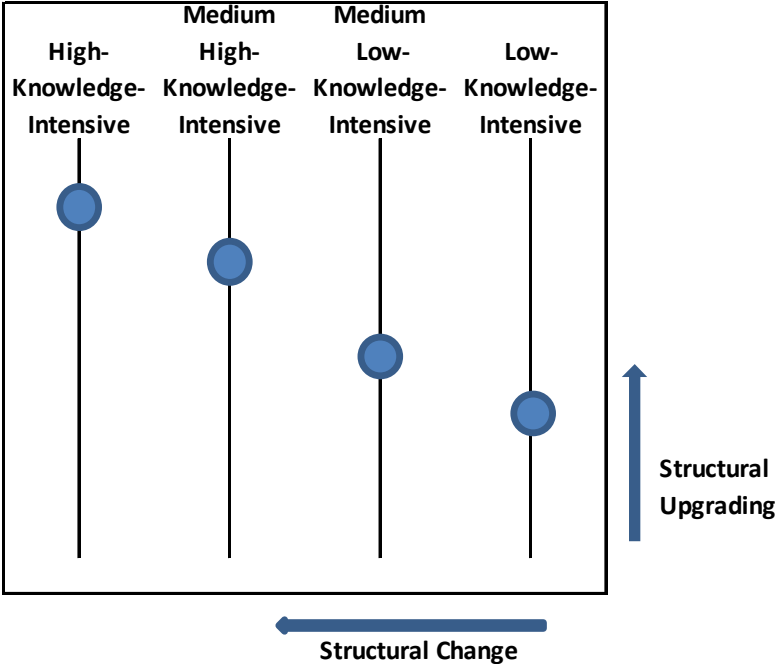 High-
Knowledge-
Intensive
Medium
High-
Knowledge-
Intensive
Medium
Low-
Knowledge-
Intensive
Low-
Knowledge-
Intensive
Structural
Upgrading
Structural Change